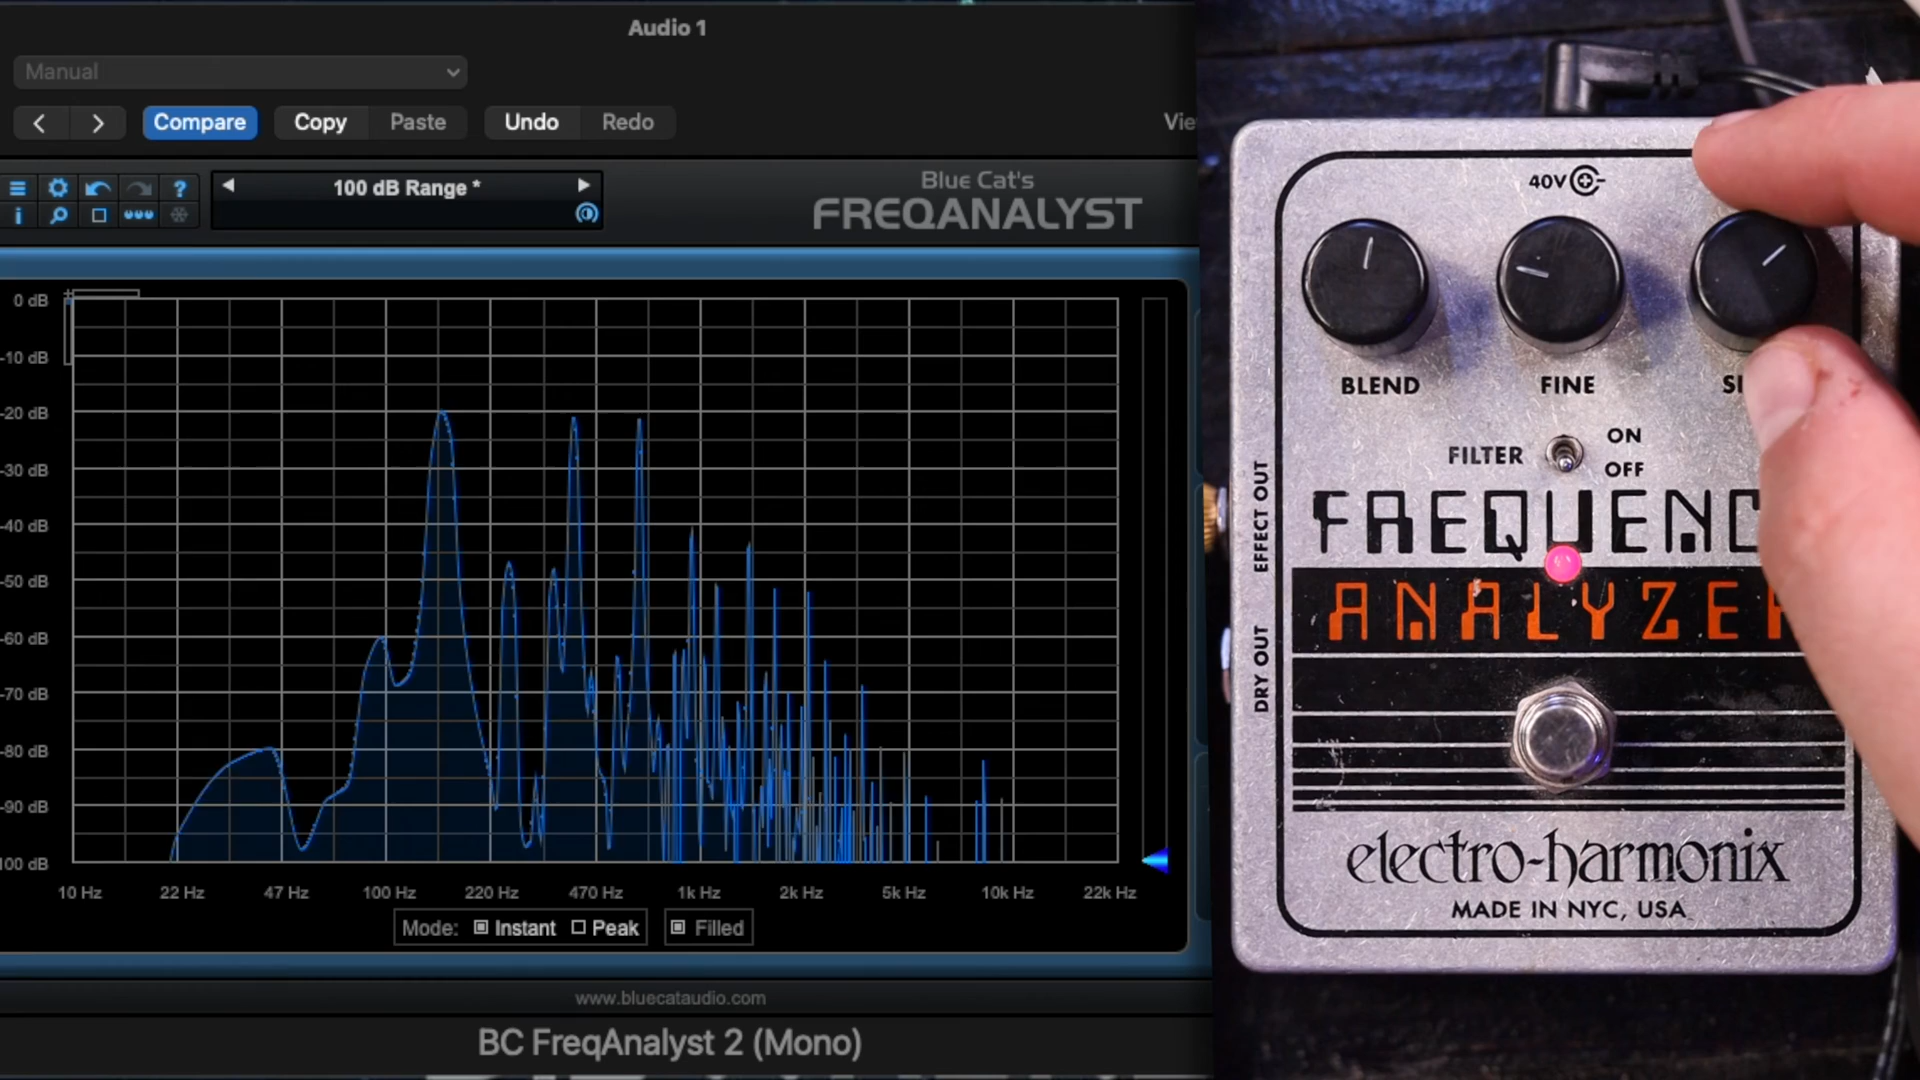 Audio 1
Manual
Compare
Copy
Paste
Undo
Redo
Vie
100 dB Range *
Blue Cat's
FREQANALYST
0 dB
-10 dB
-20 dB
-30 dB
-40 dB
-50 dB
-60 dB
-70 dB
-80 dB
-90 dB
100 dB
10 Hz
22 Hz
47 Hz
100 Hz
220 Hz
470 Hz
1k Hz
2k Hz
5k Hz
10k Hz
22k Hz
Mode:
Instant
Peak
Filled
www.bluecataudio.com
BC FreqAnalyst 2 (Mono)
40V
BLEND
FINE
FILTER
ON
OFF
EFFECT OUT
DRY OUT
FREQUENC
ANALYZER
electro-harmonix
MADE IN NYC, USA